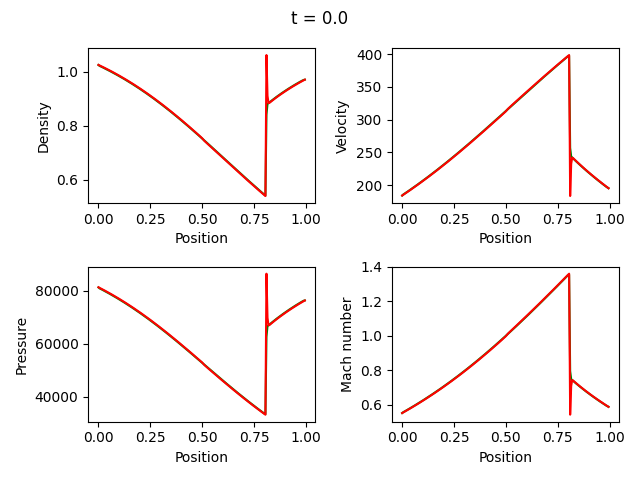 t = 0.0
Density
1.0
0.8
0.6
0.00 0.25 0.50 0.75 1.00
Position
Velocity
400
350
300
250
200
0.00 0.25 0.50 0.75 1.00
Position
Pressure
80000
60000
40000
0.00 0.25 0.50 0.75 1.00
Position
Mach number
1.4
1.2
1.0
0.8
0.6
0.00 0.25 0.50 0.75 1.00
Position